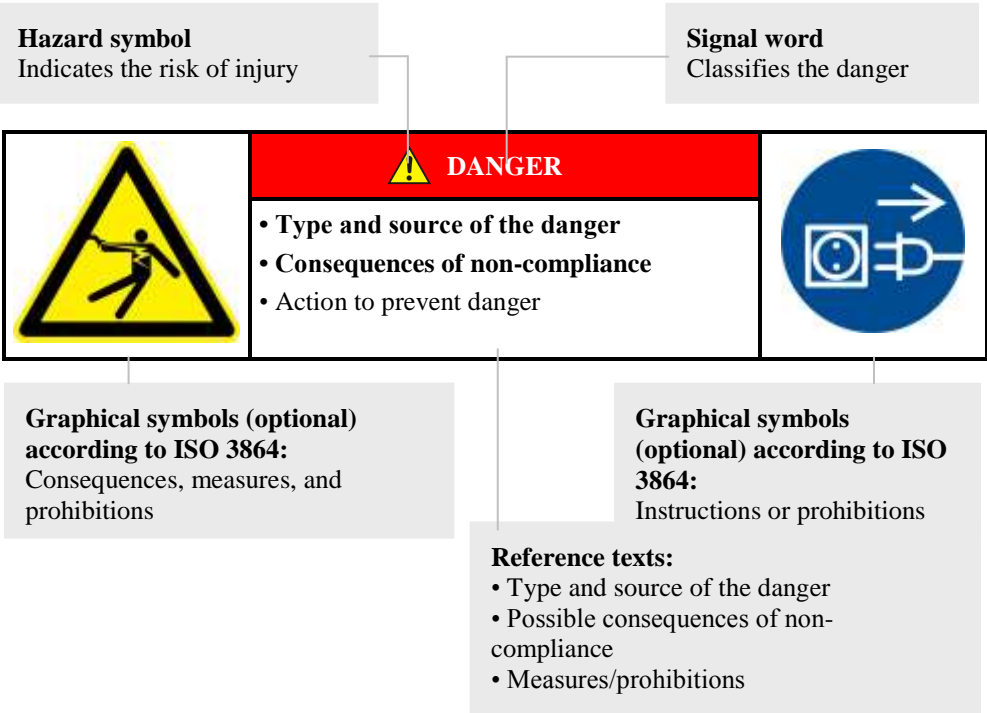 Hazard symbol
Indicates the risk of injury
Signal word
Classifies the danger
DANGER
• Type and source of the danger
• Consequences of non-compliance
• Action to prevent danger
Graphical symbols (optional)
according to ISO 3864:
Consequences, measures, and
prohibitions
Graphical symbols
(optional) according to ISO
3864:
Instructions or prohibitions
Reference texts:
• Type and source of the danger
• Possible consequences of non-
compliance
• Measures/prohibitions